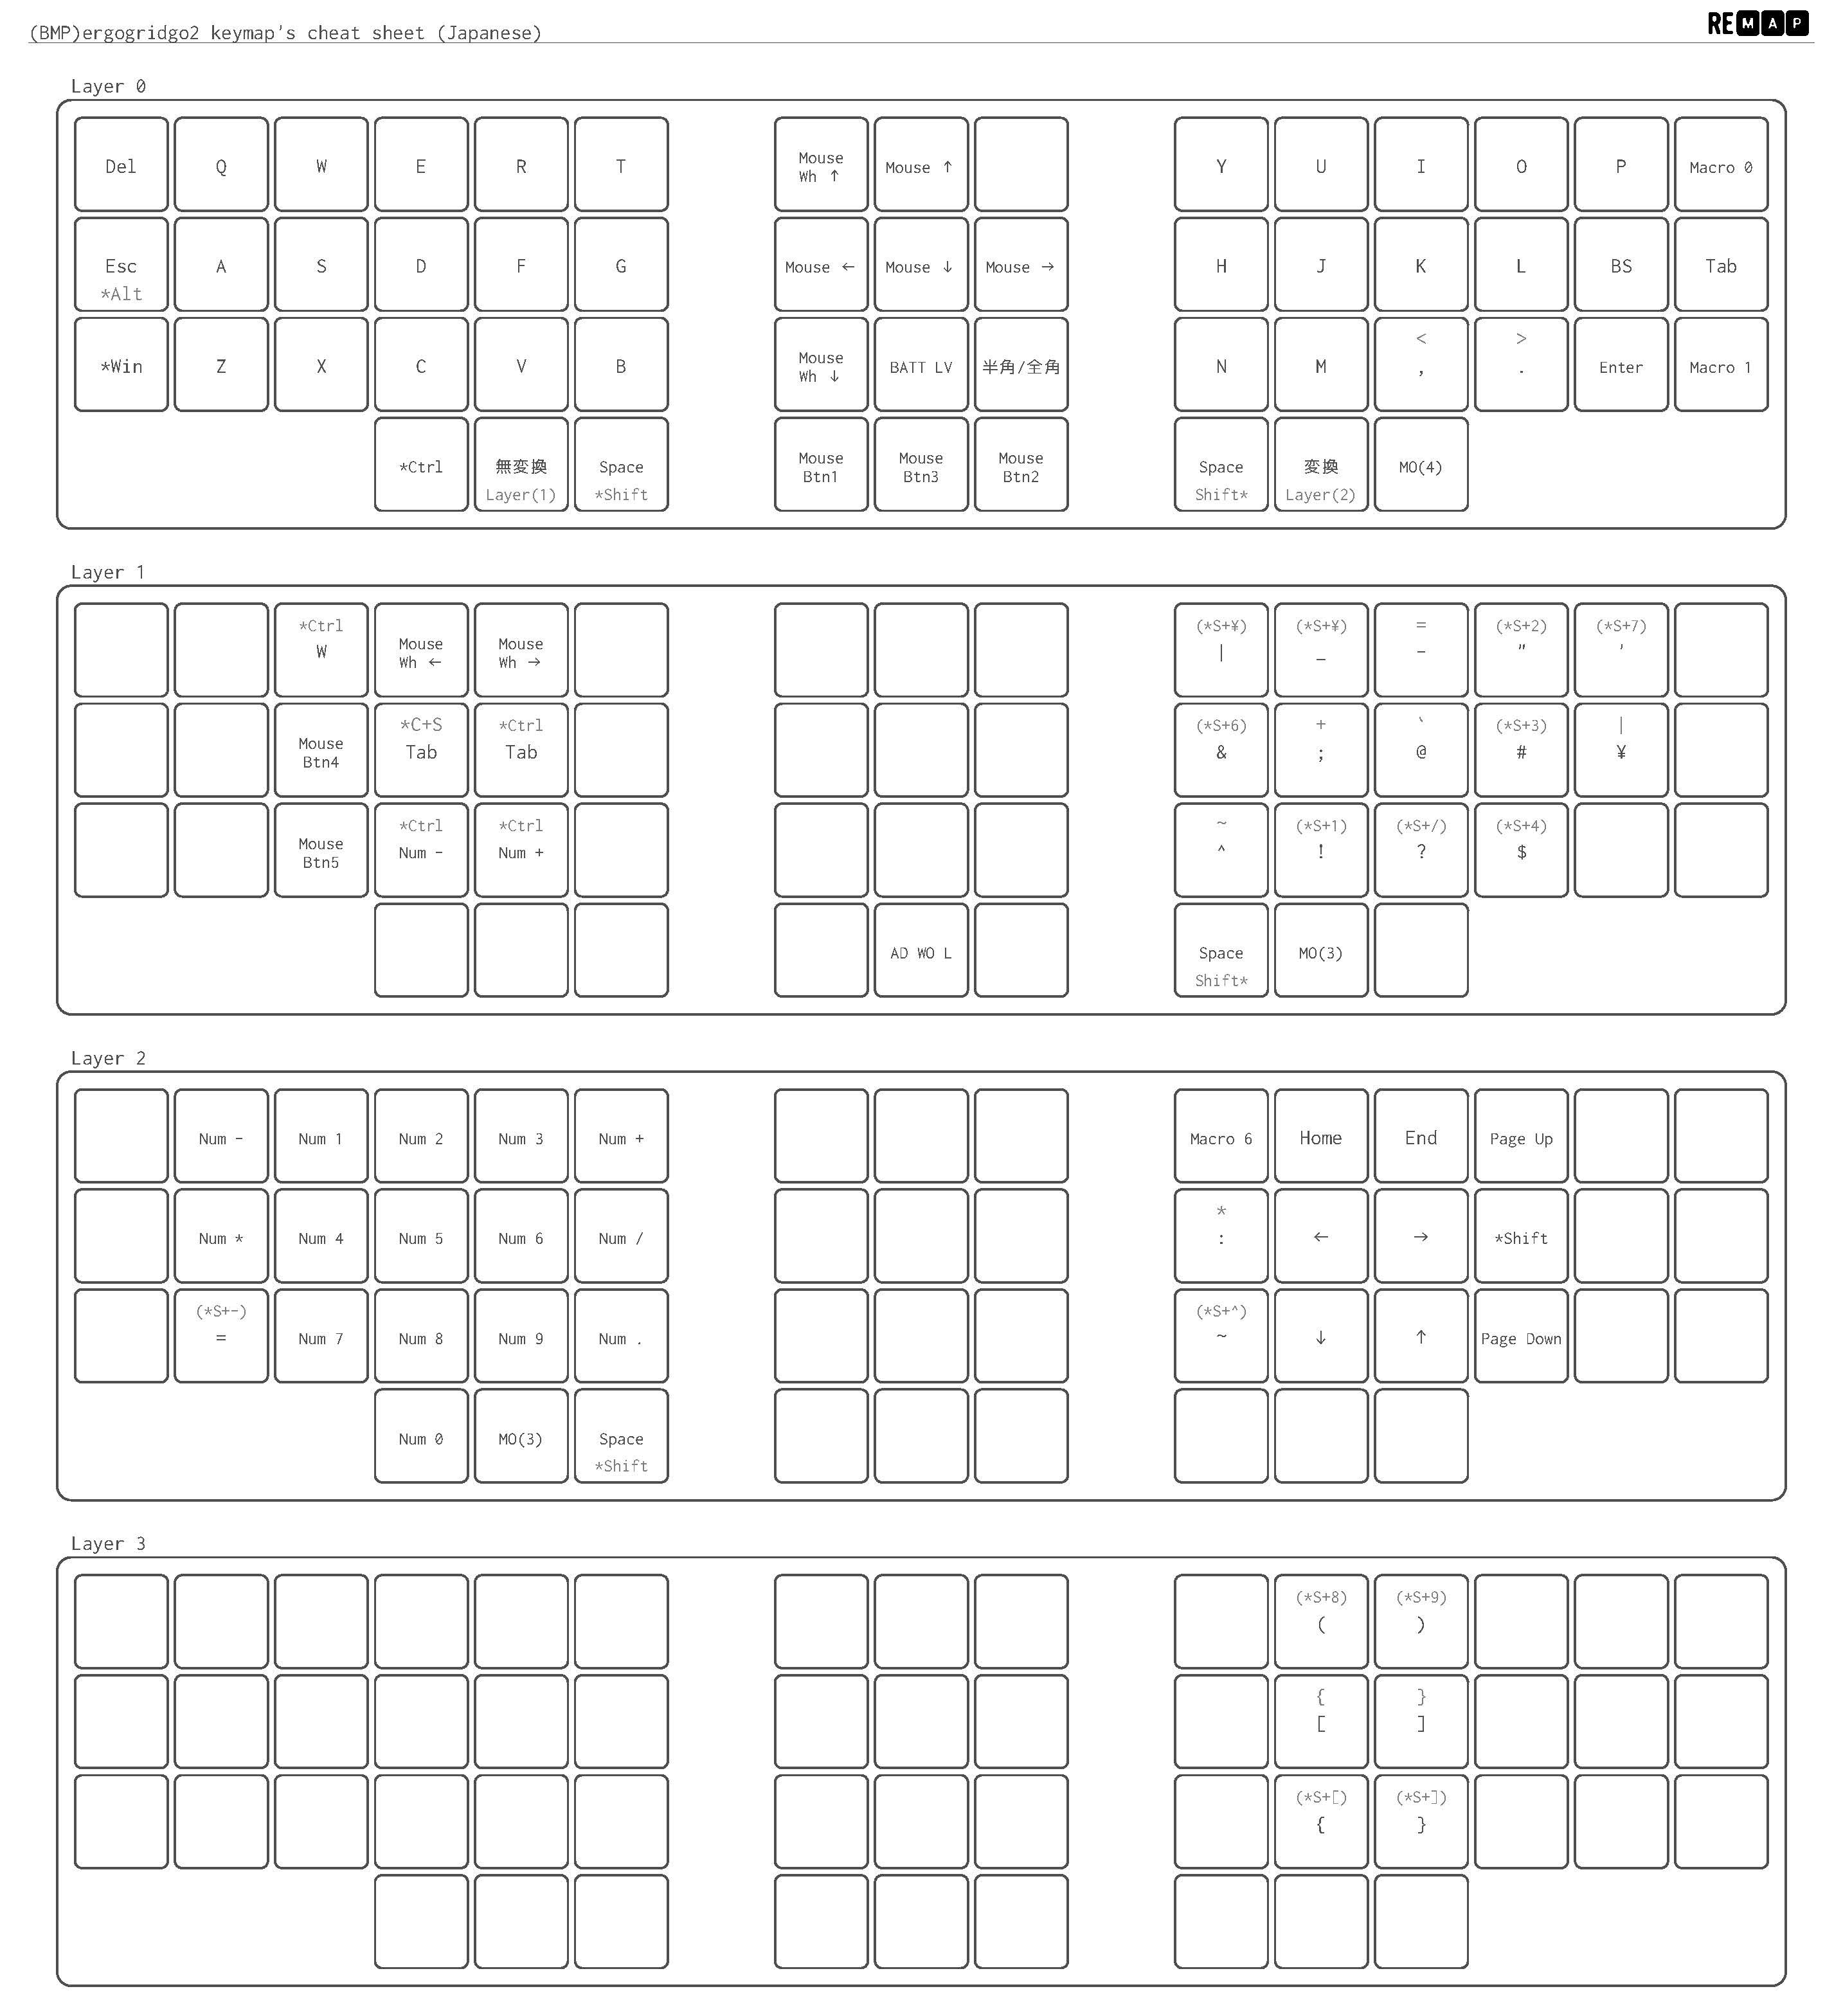 (BMP)ergogridgo2 keymap's cheat sheet (Japanese)
REMAP
Layer 0
Del Q W E R T Mouse Wh ↑ Mouse ↑ Y U I O P Macro 0
Esc *Alt A S D F G Mouse ← Mouse ↓ Mouse → H J K L BS Tab
*Win Z X C V B Mouse Wh ↓ BATT LV 半角/全角 N M < , > . Enter Macro 1
*Ctrl 無変換 Layer(1) Space *Shift Mouse Btn1 Mouse Btn3 Mouse Btn2 Space Shift* 変換 Layer(2) MO(4)
Layer 1
*Ctrl W Mouse Wh ← Mouse Wh → (*S+¥) | (*S+¥) _ = - (*S+2) " (*S+7) '
Mouse Btn4 *C+S Tab *Ctrl Tab (*S+6) & + ; ` @ (*S+3) # | ¥
Mouse Btn5 *Ctrl Num - *Ctrl Num + ~ ^ (*S+1) ! (*S+/) ? (*S+4) $
AD WO L Space Shift* MO(3)
Layer 2
Num - Num 1 Num 2 Num 3 Num + Macro 6 Home End Page Up
Num * Num 4 Num 5 Num 6 Num / * : ← → *Shift
(*S+-) = Num 7 Num 8 Num 9 Num . (*S+^) ~ ↓ ↑ Page Down
Num 0 MO(3) Space *Shift
Layer 3
(*S+8) ( (*S+9) )
{ [ } ]
(*S+[) { (*S+]) }